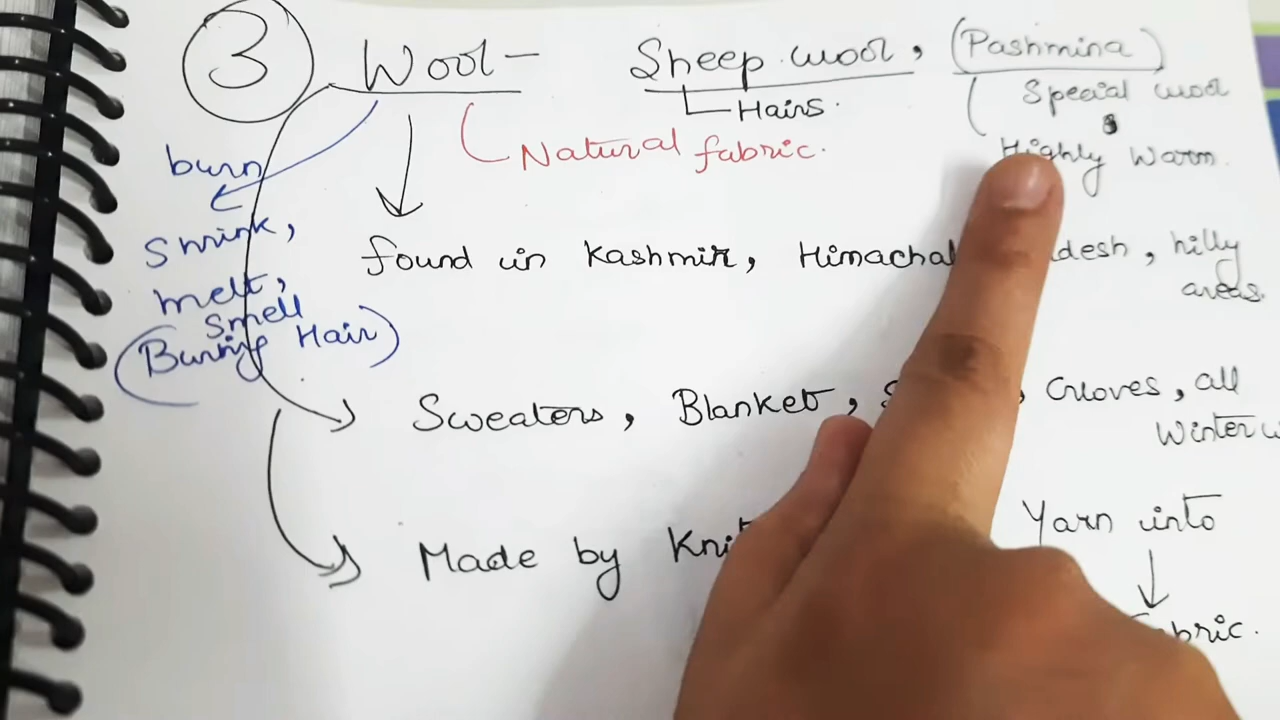 3 Wool - Sheep wool, (Pashmina)
Hairs.
Special wool
Natural fabric.
Highly Warm.
burn
Shrink,
melt,
smell
(Burning Hair)
found in Kashmir, Himachal desh, hilly
areas.
Sweaters, Blanket, S , Gloves, all
Winter w
Made by Kni Yarn into
bric.